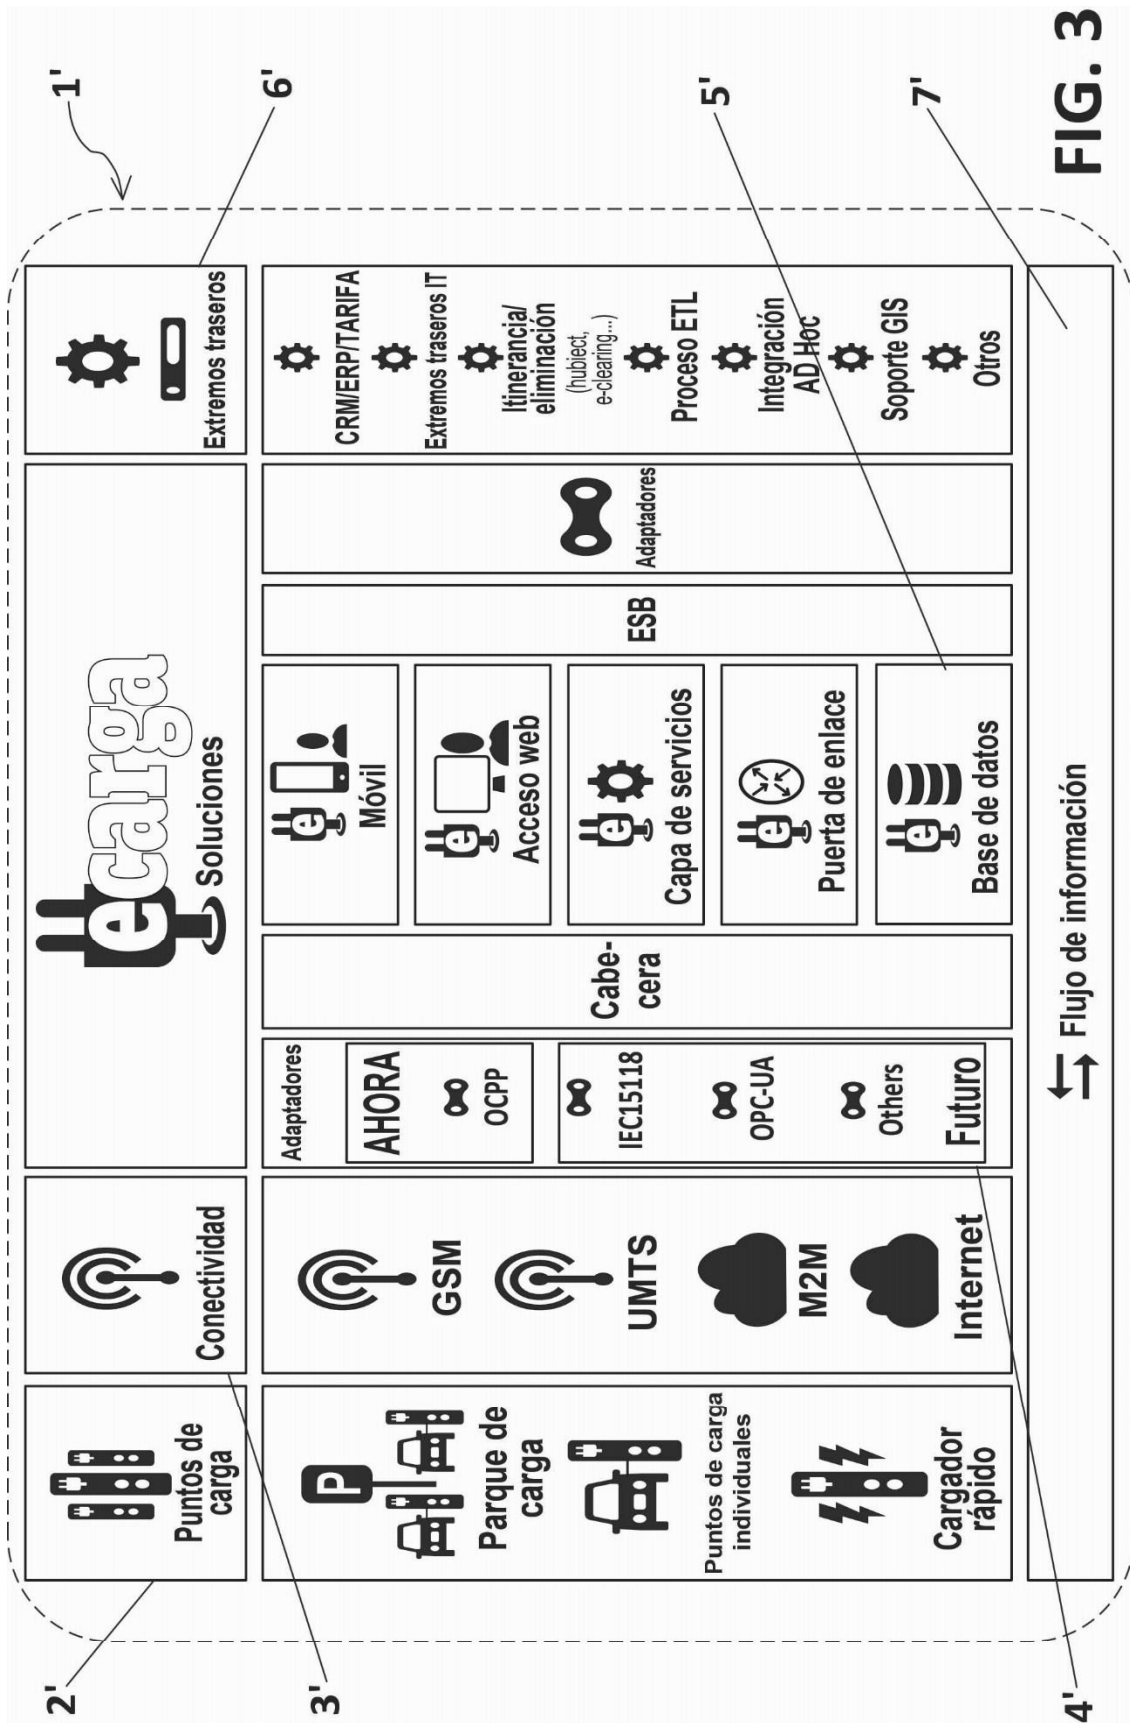 2'
3'
4'
1'
6'
5'
7'
Puntos de
carga
Conectividad
ecarga
Soluciones
Extremos traseros
P
Parque de
carga
Puntos de carga
individuales
Cargador
rápido
GSM
UMTS
M2M
Internet
Adaptadores
AHORA
OCPP
IEC15118
OPC-UA
Others
Futuro
Cabe-
cera
e
Móvil
e
Acceso web
e
Capa de servicios
e
Puerta de enlace
e
Base de datos
ESB
Adaptadores
CRM/ERP/TARIFA
Extremos traseros IT
Itinerancia/
eliminación
(hubiect,
e-clearing...)
Proceso ETL
Integración
AD Hoc
Soporte GIS
Otros
Flujo de información
FIG. 3